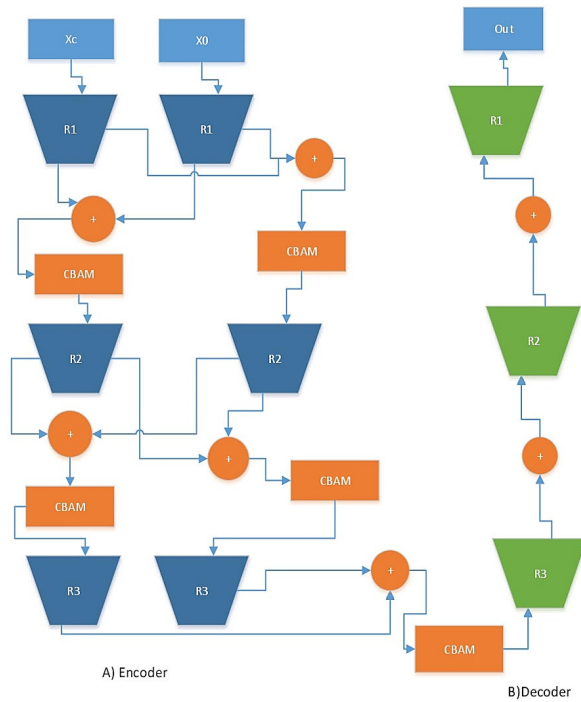 Xc
X0
Out
R1
R1
R1
+
+
+
CBAM
CBAM
R2
R2
R2
+
+
+
CBAM
CBAM
R3
R3
+
R3
CBAM
A) Encoder
B)Decoder